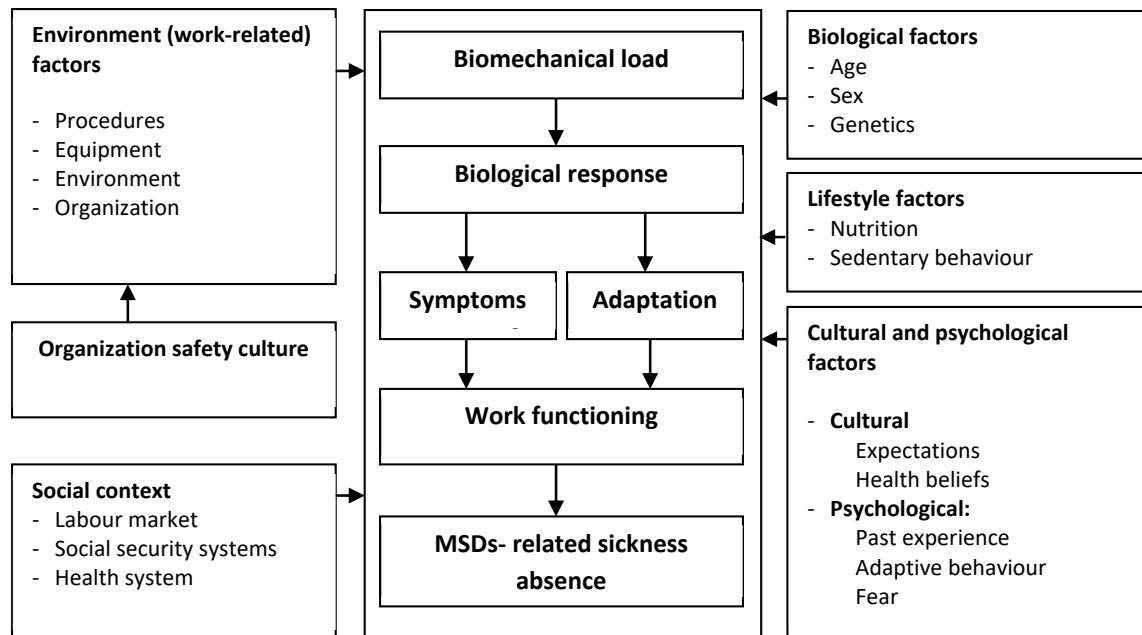 Environment (work-related)
factors
- Procedures
- Equipment
- Environment
- Organization
Organization safety culture
Social context
- Labour market
- Social security systems
- Health system
Biomechanical load
Biological response
Symptoms
Adaptation
Work functioning
MSDs- related sickness
absence
Biological factors
- Age
- Sex
- Genetics
Lifestyle factors
- Nutrition
- Sedentary behaviour
Cultural and psychological
factors
- Cultural
Expectations
Health beliefs
- Psychological:
Past experience
Adaptive behaviour
Fear